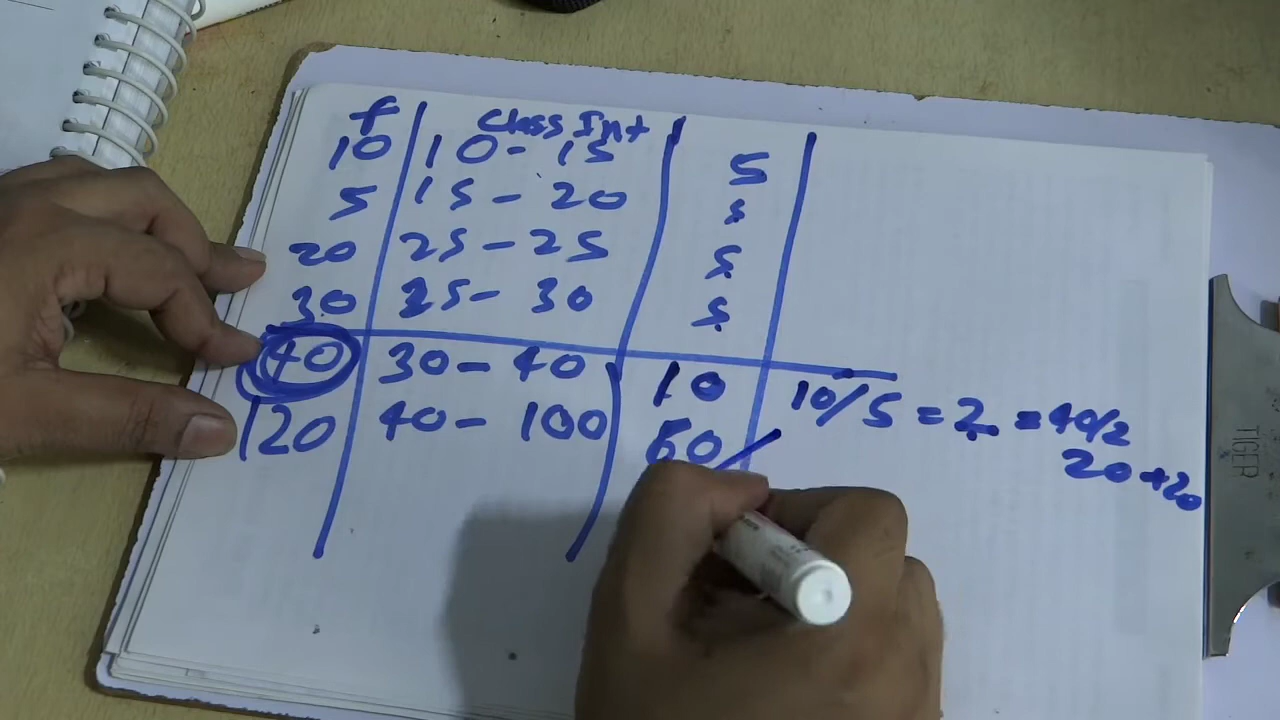 f Class Int
10 10 - 15 5
5 15 - 20 5
20 25 - 25 5
30 25 - 30 5
40 30 - 40 10 10/5 = 2 = 40/2
20 + 20
120 40 - 100 60
TIGER